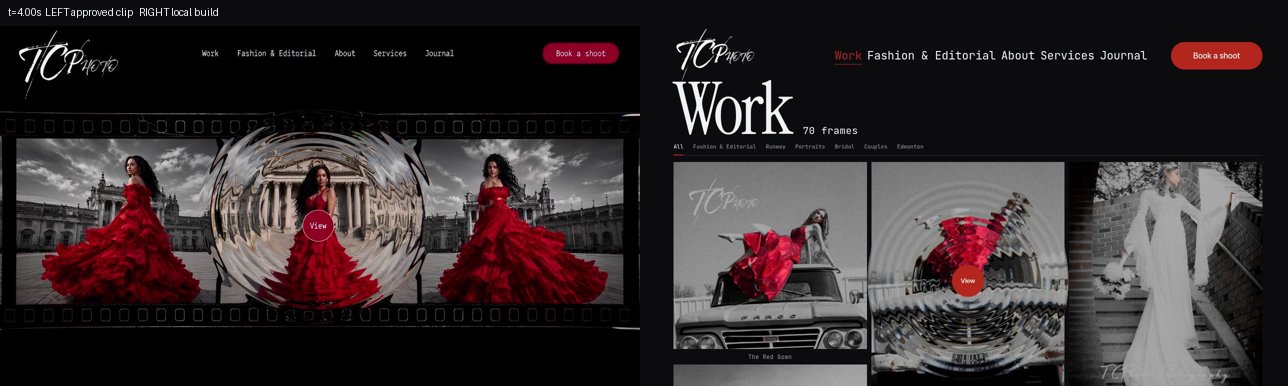 t=4.00s LEFT approved clip RIGHT local build
TCPHOTO
Work Fashion & Editorial About Services Journal
Book a shoot
View
TCPHOTO
Work Fashion & Editorial About Services Journal
Book a shoot
Work 70 frames
All Fashion & Editorial Runway Portraits Bridal Couples Edmonton
TCPHOTO
View
The Red Gown